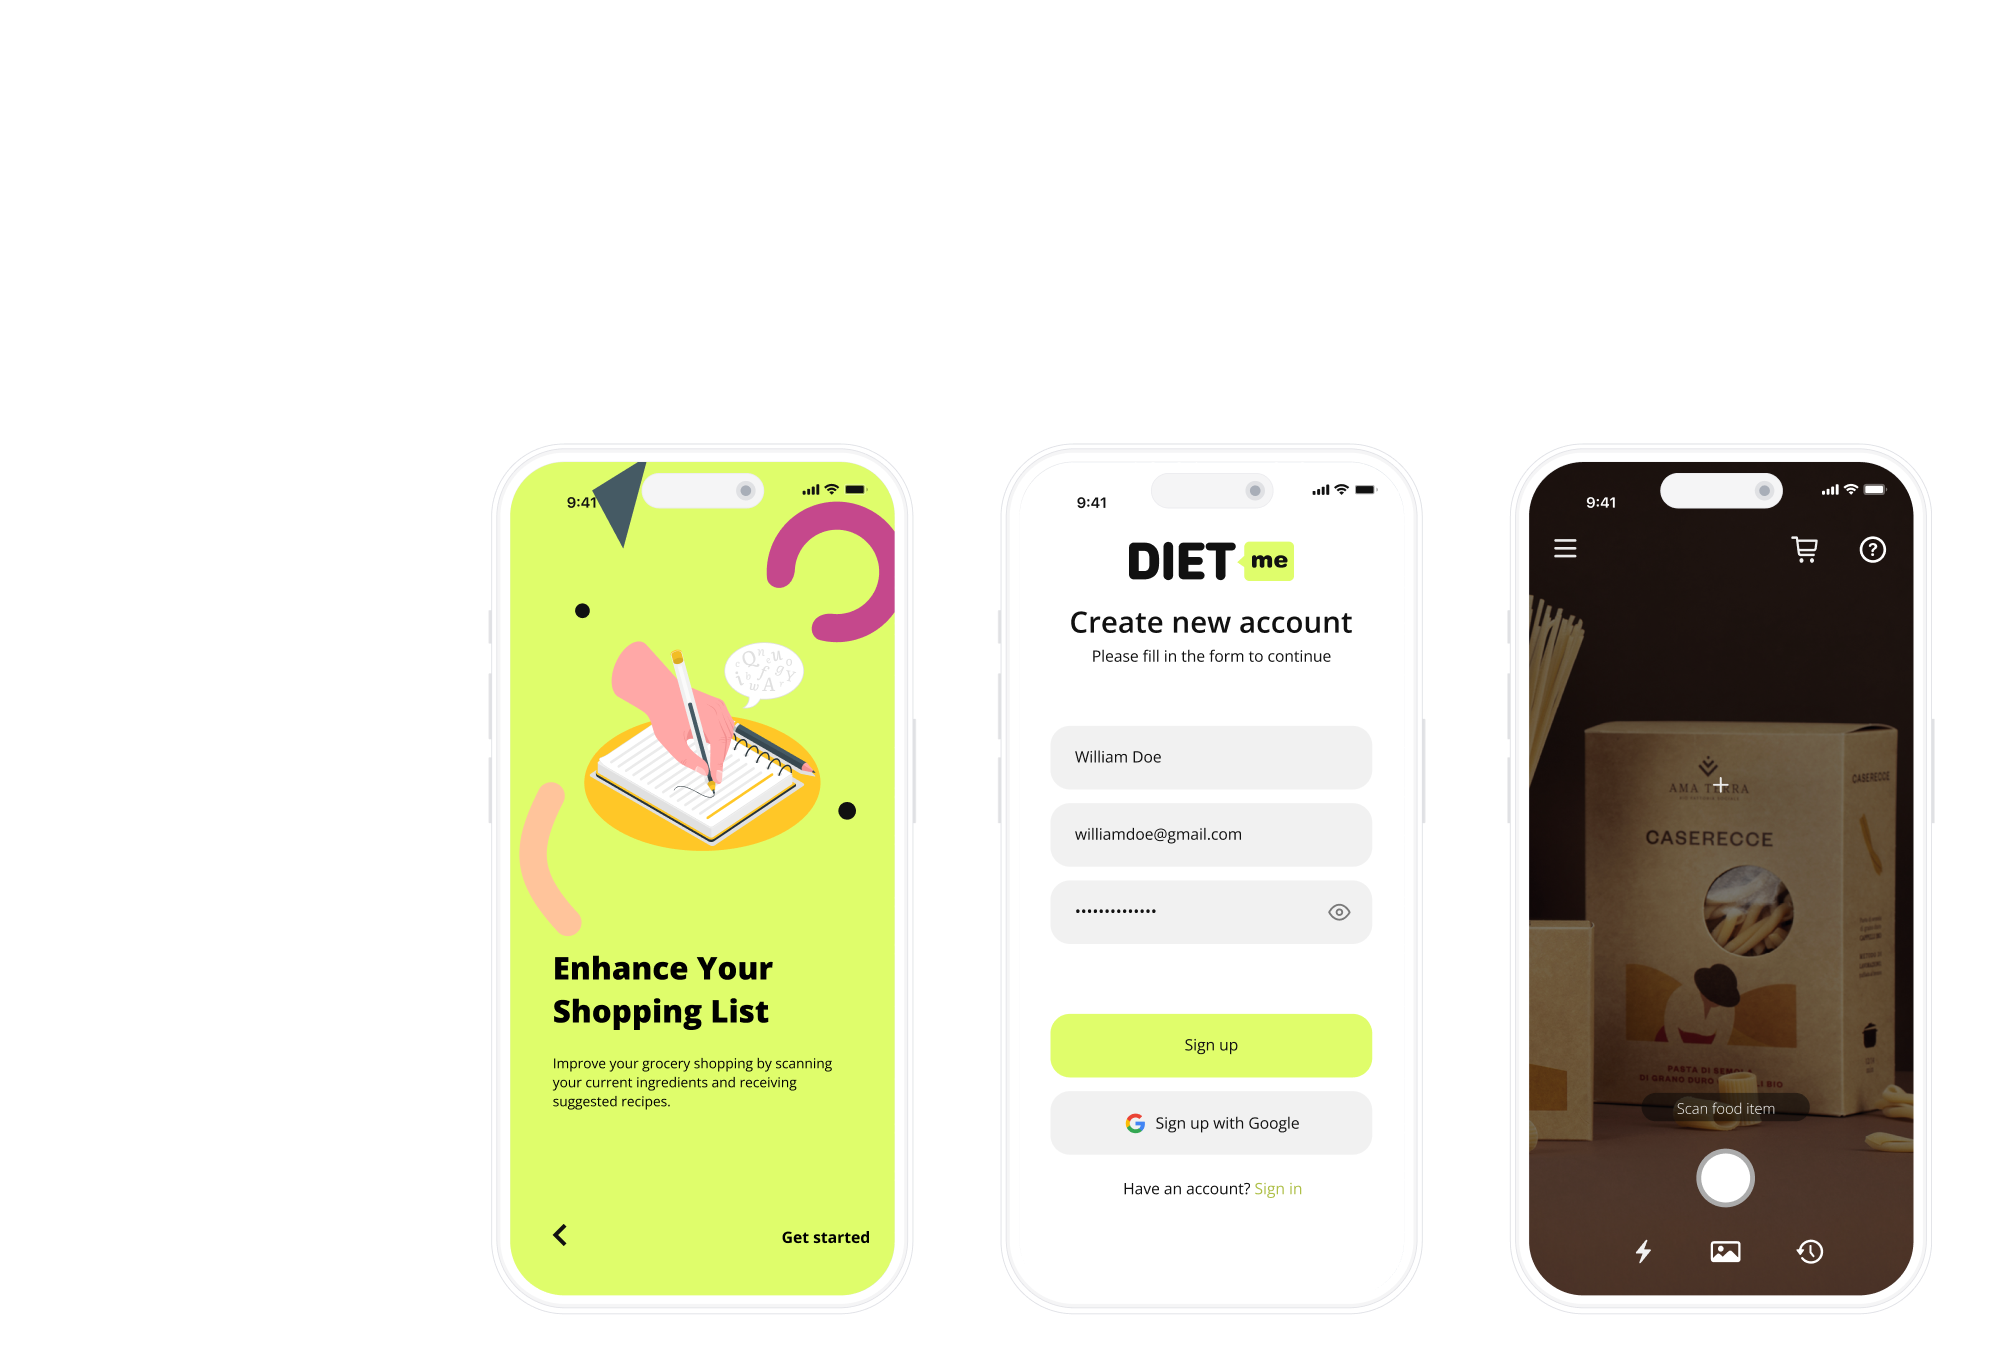 9:41
Enhance Your
Shopping List
Improve your grocery shopping by scanning
your current ingredients and receiving
suggested recipes.
Get started
9:41
DIET me
Create new account
Please fill in the form to continue
William Doe
williamdoe@gmail.com
••••••••••••••
Sign up
Sign up with Google
Have an account? Sign in
9:41
AMA TERRA
CASERECCE
CASERECCE
PASTA DI SEMOLA
DI GRANO DURO
BIO
Scan food item